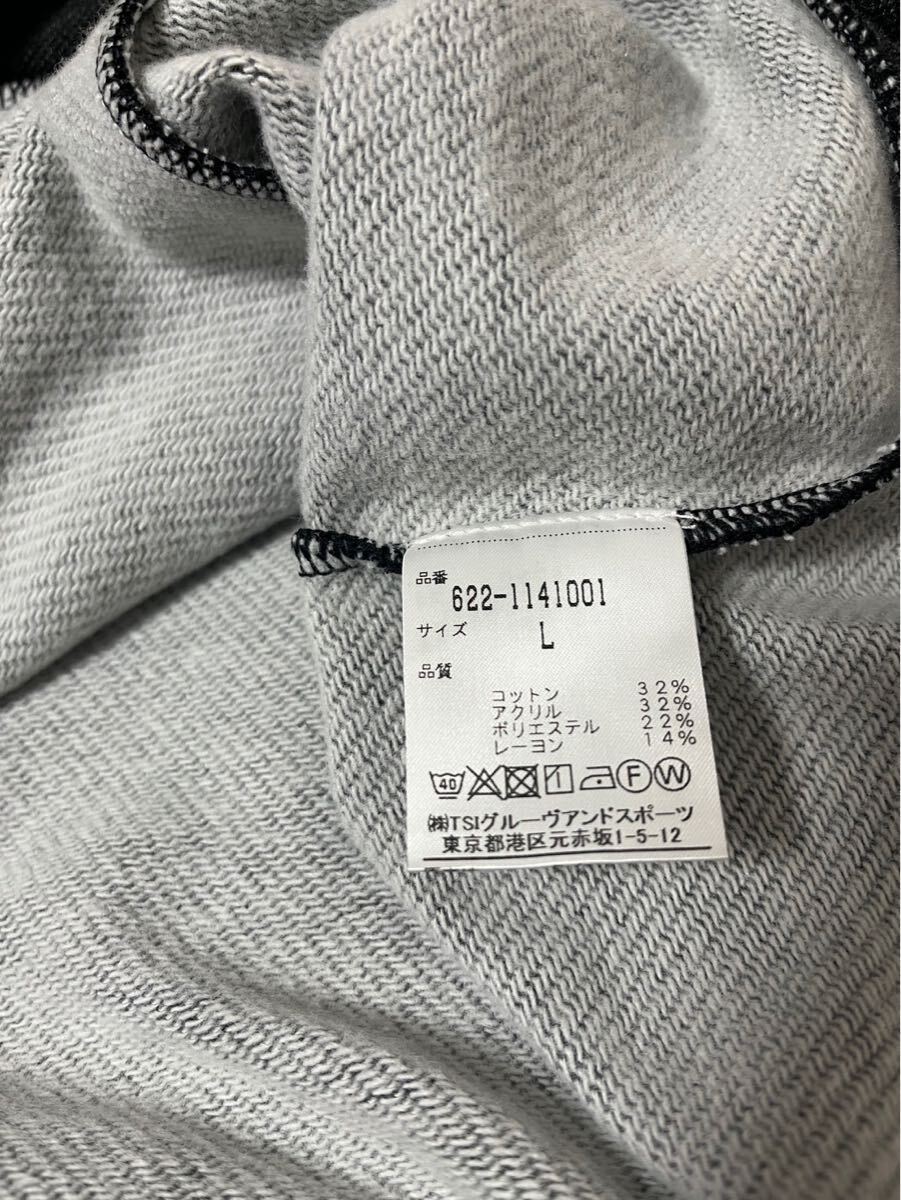 品番
622-1141001
サイズ L
品質
コットン 32%
アクリル 32%
ポリエステル 22%
レーヨン 14%
40 1 F W
㈱TSIグルーヴアンドスポーツ
東京都港区元赤坂1-5-12